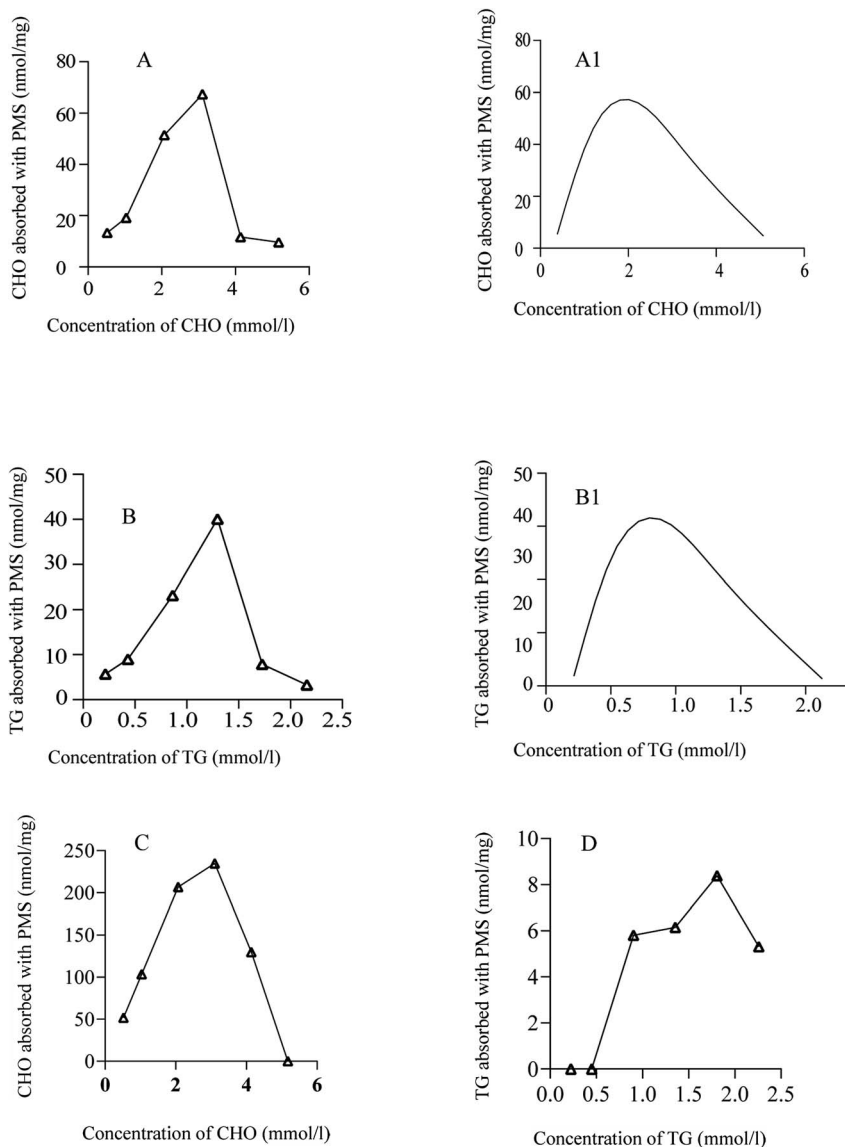 A
CHO absorbed with PMS (nmol/mg)
80
60
40
20
0
0 2 4 6
Concentration of CHO (mmol/l)
A1
CHO absorbed with PMS (nmol/mg)
80
60
40
20
0
0 2 4 6
Concentration of CHO (mmol/l)
B
TG absorbed with PMS (nmol/mg)
50
40
30
20
10
0
0 0.5 1.0 1.5 2.0 2.5
Concentration of TG (mmol/l)
B1
TG absorbed with PMS (nmol/mg)
50
40
30
20
10
0
0 0.5 1.0 1.5 2.0
Concentration of TG (mmol/l)
C
CHO absorbed with PMS (nmol/mg)
250
200
150
100
50
0
0 2 4 6
Concentration of CHO (mmol/l)
D
TG absorbed with PMS (nmol/mg)
10
8
6
4
2
0
0.0 0.5 1.0 1.5 2.0 2.5
Concentration of TG (mmol/l)